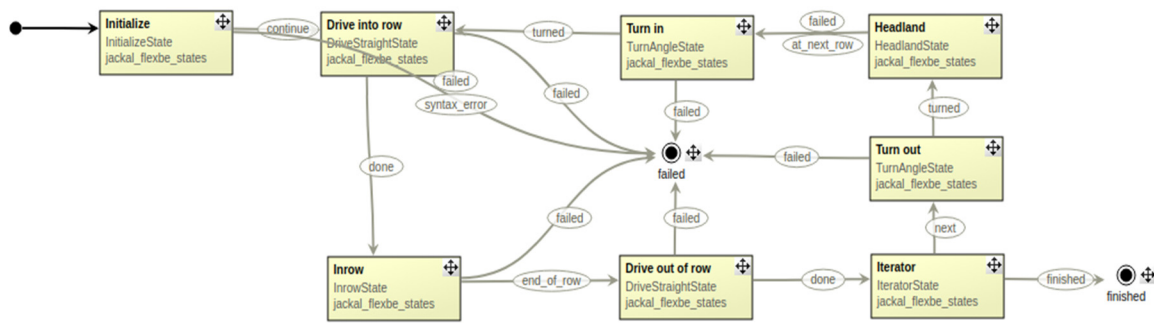 Initialize
InitializeState
jackal_flexbe_states
continue
Drive into row
DriveStraightState
jackal_flexbe_states
turned
Turn in
TurnAngleState
jackal_flexbe_states
failed
at_next_row
Headland
HeadlandState
jackal_flexbe_states
failed
syntax_error
failed
failed
turned
done
failed
failed
Turn out
TurnAngleState
jackal_flexbe_states
failed
failed
next
Inrow
InrowState
jackal_flexbe_states
end_of_row
Drive out of row
DriveStraightState
jackal_flexbe_states
done
Iterator
IteratorState
jackal_flexbe_states
finished
finished